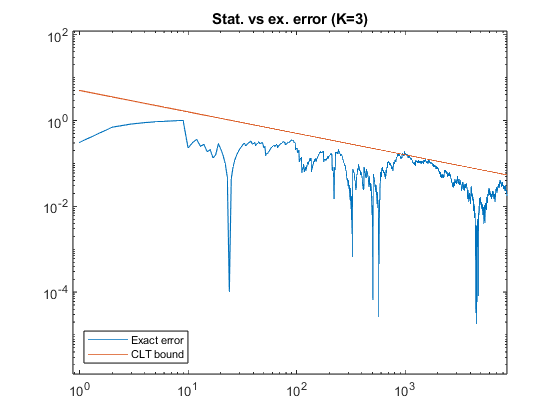 Stat. vs ex. error (K=3)
10^2
10^0
10^-2
10^-4
Exact error
CLT bound
10^0 10^1 10^2 10^3